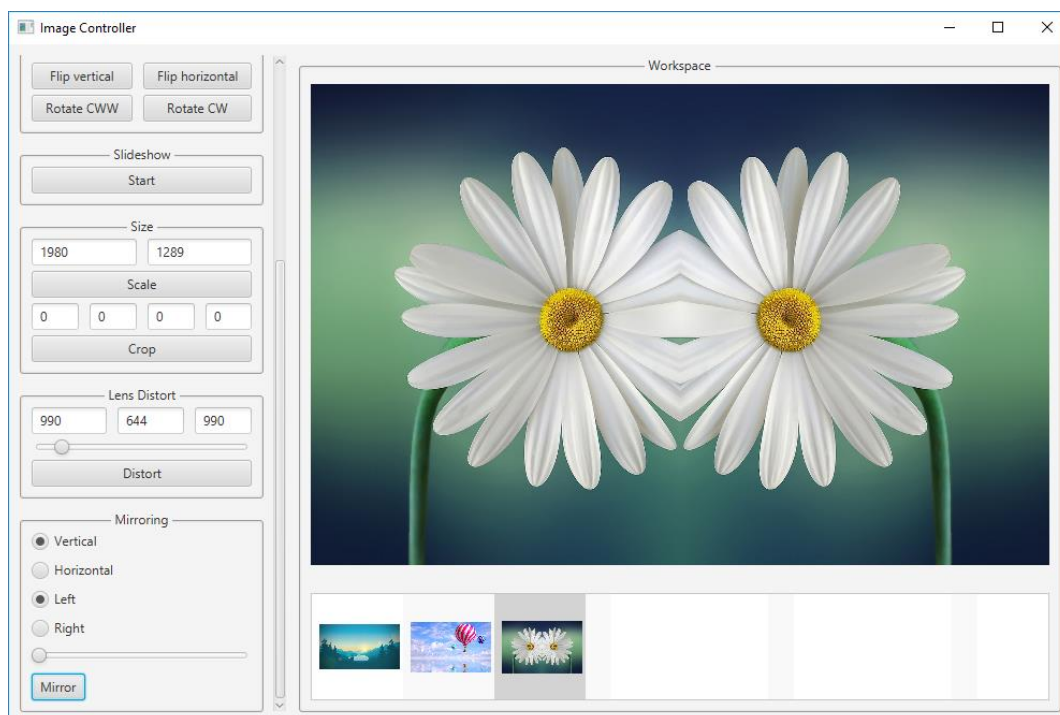 Image Controller
Flip vertical Flip horizontal
Rotate CWW Rotate CW
Slideshow
Start
Size
1980 1289
Scale
0 0 0 0
Crop
Lens Distort
990 644 990
Distort
Mirroring
Vertical
Horizontal
Left
Right
Mirror
Workspace